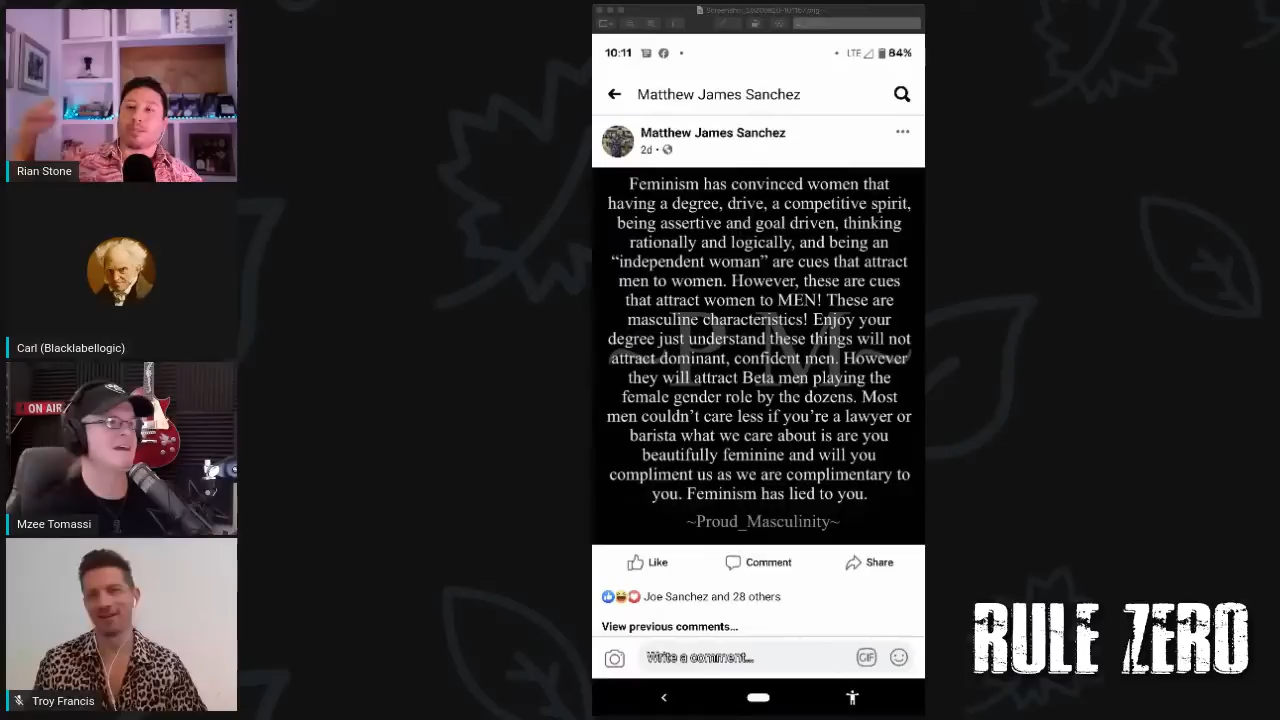 Rian Stone
Carl (Blacklabellogic)
ON AIR
Mzee Tomassi
Troy Francis
10:11
LTE
84%
Matthew James Sanchez
Matthew James Sanchez
2d
Feminism has convinced women that
having a degree, drive, a competitive spirit,
being assertive and goal driven, thinking
rationally and logically, and being an
“independent woman” are cues that attract
men to women. However, these are cues
that attract women to MEN! These are
masculine characteristics! Enjoy your
degree just understand these things will not
attract dominant, confident men. However
they will attract Beta men playing the
female gender role by the dozens. Most
men couldn’t care less if you’re a lawyer or
barista what we care about is are you
beautifully feminine and will you
compliment us as we are complimentary to
you. Feminism has lied to you.
~Proud_Masculinity~
~P M~
Like Comment Share
Joe Sanchez and 28 others
View previous comments...
Write a comment...
GIF
RULE ZERO